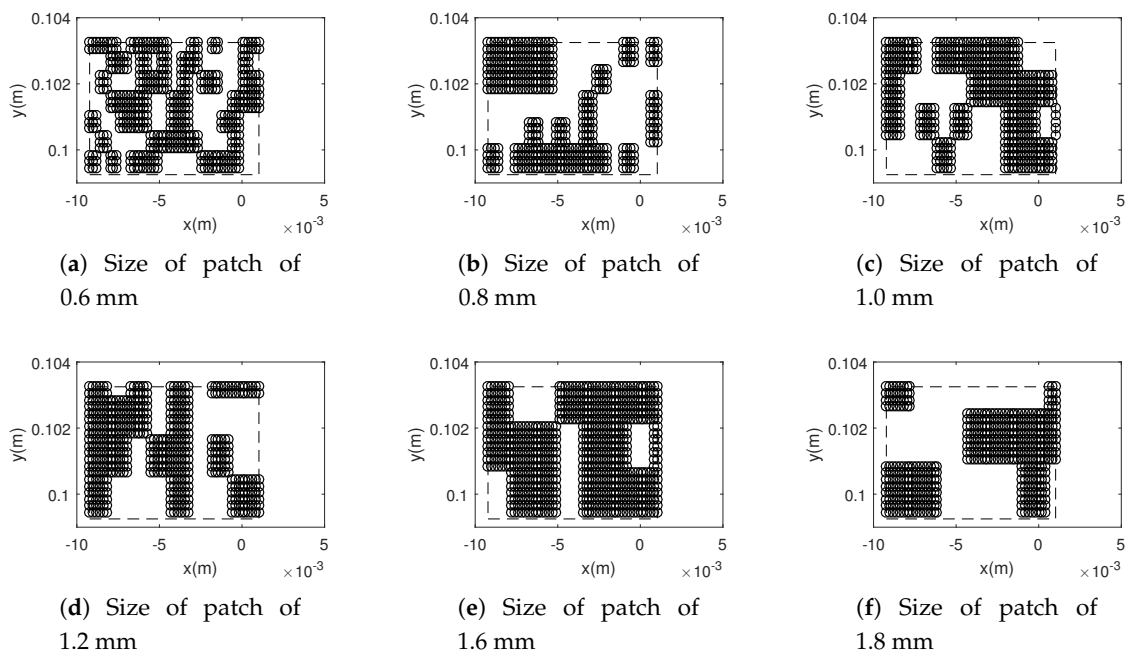 0.104
0.102
0.1
y(m)
-10 -5 0 5
x(m) ×10⁻³
(a) Size of patch of
0.6 mm
0.104
0.102
0.1
y(m)
-10 -5 0 5
x(m) ×10⁻³
(b) Size of patch of
0.8 mm
0.104
0.102
0.1
y(m)
-10 -5 0 5
x(m) ×10⁻³
(c) Size of patch of
1.0 mm
0.104
0.102
0.1
y(m)
-10 -5 0 5
x(m) ×10⁻³
(d) Size of patch of
1.2 mm
0.104
0.102
0.1
y(m)
-10 -5 0 5
x(m) ×10⁻³
(e) Size of patch of
1.6 mm
0.104
0.102
0.1
y(m)
-10 -5 0 5
x(m) ×10⁻³
(f) Size of patch of
1.8 mm